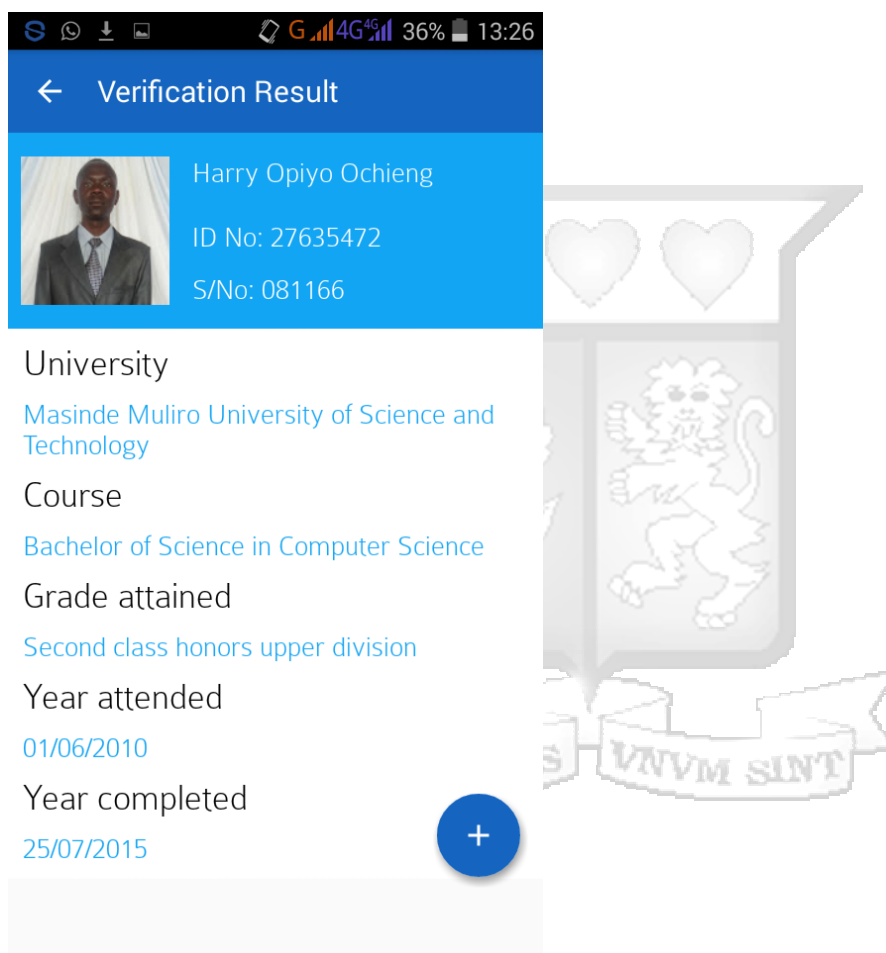 G 4G 4G 36% 13:26
Verification Result
Harry Opiyo Ochieng
ID No: 27635472
S/No: 081166
University
Masinde Muliro University of Science and
Technology
Course
Bachelor of Science in Computer Science
Grade attained
Second class honors upper division
Year attended
01/06/2010
Year completed
25/07/2015
+
S VNVM SINT